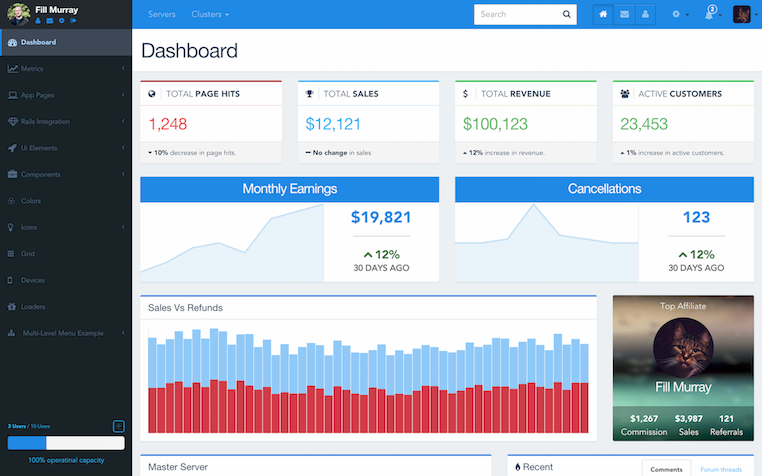 Fill Murray
Servers
Clusters
Search
2
Dashboard
Metrics
App Pages
Rails Integration
Ui Elements
Components
Colors
Icons
Grid
Devices
Loaders
Multi-Level Menu Example
3 Users / 10 Users
100% operatinal capacity
Dashboard
TOTAL PAGE HITS
1,248
10% decrease in page hits.
TOTAL SALES
$12,121
No change in sales
$ TOTAL REVENUE
$100,123
12% increase in revenue.
ACTIVE CUSTOMERS
23,453
1% increase in active customers.
Monthly Earnings
$19,821
12%
30 DAYS AGO
Cancellations
123
12%
30 DAYS AGO
Sales Vs Refunds
Top Affiliate
Fill Murray
$1,267 $3,987 121
Commission Sales Referrals
Master Server
Recent
Comments
Forum threads